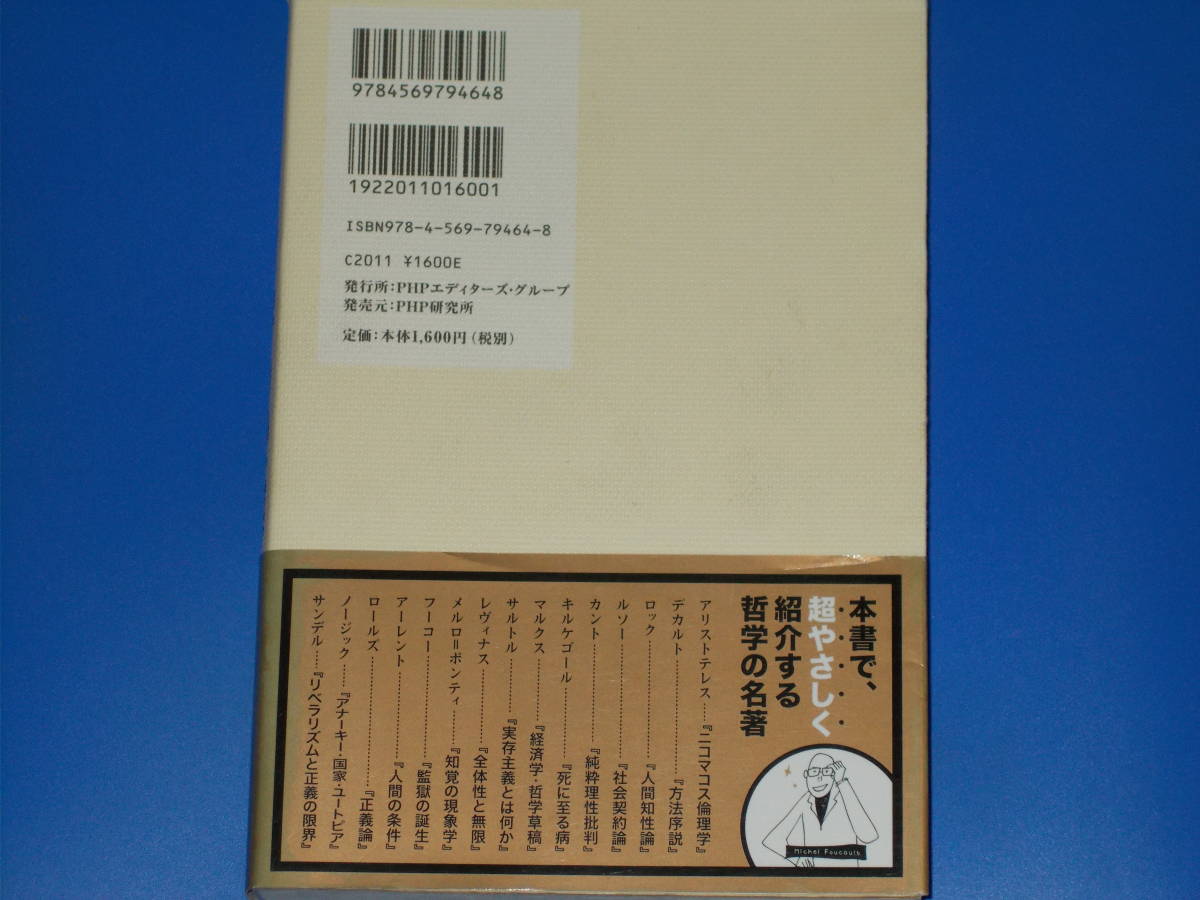 9784569794648
1922011016001
ISBN978-4-569-79464-8
C2011 ¥1600E
発行所：PHPエディターズ・グループ
発売元：PHP研究所
定価：本体1,600円（税別）
本書で、
超やさしく
紹介する
哲学の名著
アリストテレス……『ニコマコス倫理学』
デカルト……『方法序説』
ロック……『人間知性論』
ルソー……『社会契約論』
カント……『純粋理性批判』
キルケゴール……『死に至る病』
マルクス……『経済学・哲学草稿』
サルトル……『実存主義とは何か』
レヴィナス……『全体性と無限』
メルロ＝ポンティ……『知覚の現象学』
フーコー……『監獄の誕生』
アーレント……『人間の条件』
ロールズ……『正義論』
ノージック……『アナーキー・国家・ユートピア』
サンデル……『リベラリズムと正義の限界』
Michel Foucault